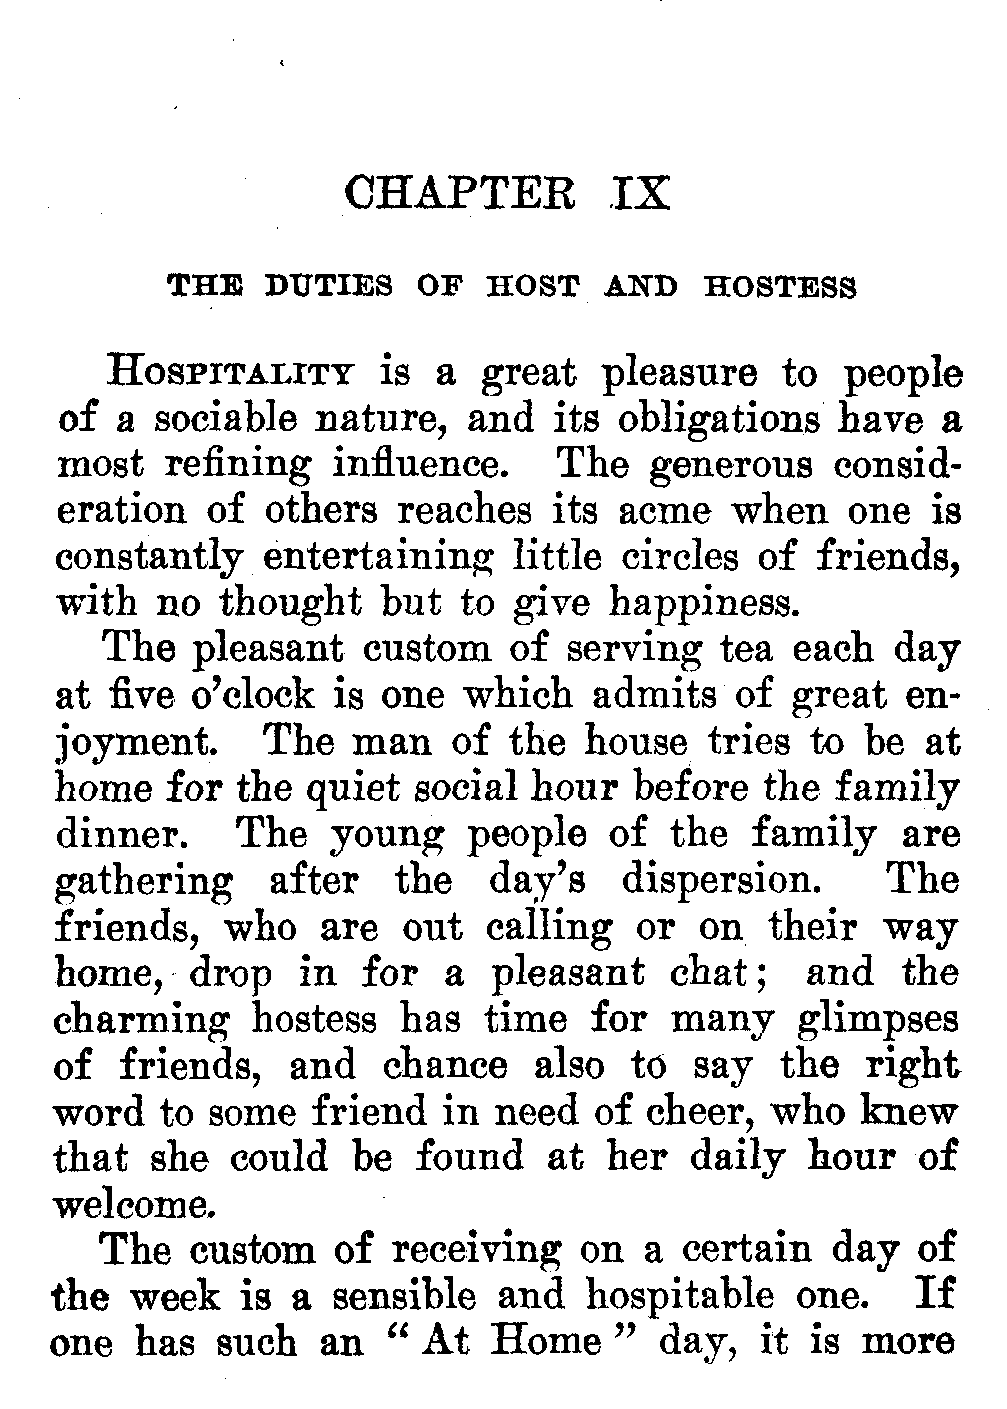 CHAPTER IX
THE DUTIES OF HOST AND HOSTESS
HOSPITALITY is a great pleasure to people
of a sociable nature, and its obligations have a
most refining influence. The generous consid-
eration of others reaches its acme when one is
constantly entertaining little circles of friends,
with no thought but to give happiness.
The pleasant custom of serving tea each day
at five o'clock is one which admits of great en-
joyment. The man of the house tries to be at
home for the quiet social hour before the family
dinner. The young people of the family are
gathering after the day's dispersion. The
friends, who are out calling or on their way
home, drop in for a pleasant chat; and the
charming hostess has time for many glimpses
of friends, and chance also to say the right
word to some friend in need of cheer, who knew
that she could be found at her daily hour of
welcome.
The custom of receiving on a certain day of
the week is a sensible and hospitable one. If
one has such an “At Home” day, it is more